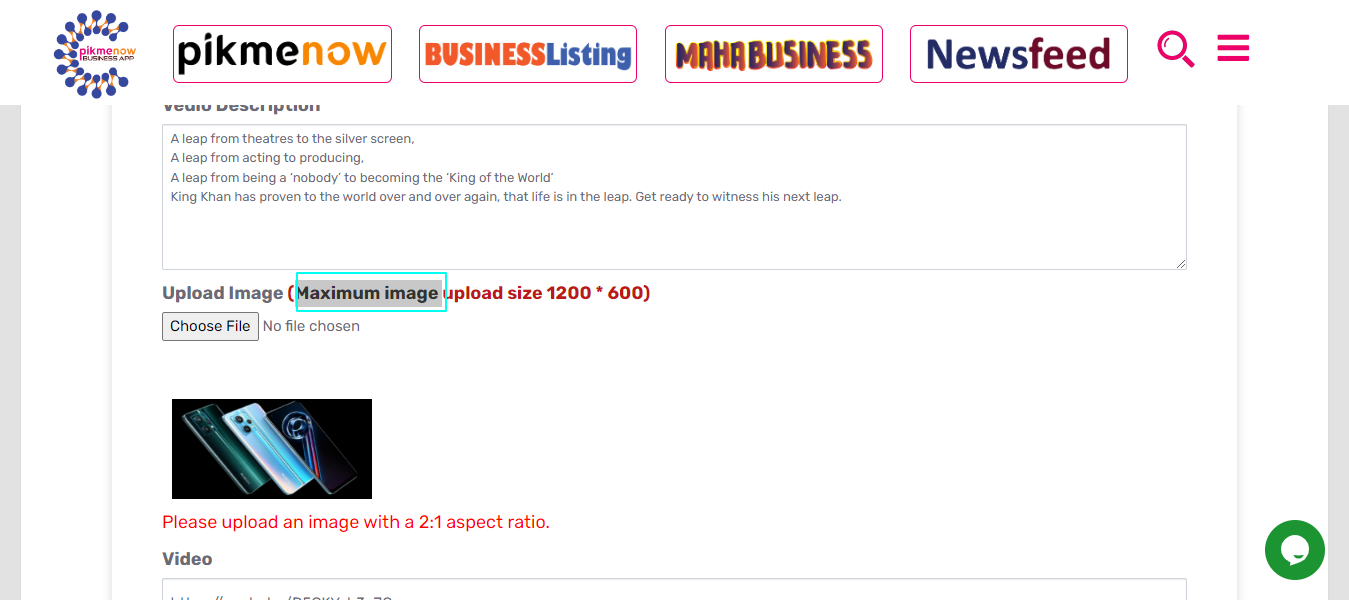 pikmenow
BUSINESS APP
pikmenow
BUSINESSListing
MAHABUSINESS
Newsfeed
Vedio Description
A leap from theatres to the silver screen,
A leap from acting to producing,
A leap from being a ‘nobody’ to becoming the ‘King of the World’
King Khan has proven to the world over and over again, that life is in the leap. Get ready to witness his next leap.
Upload Image (Maximum image upload size 1200 * 600)
Choose File No file chosen
Please upload an image with a 2:1 aspect ratio.
Video